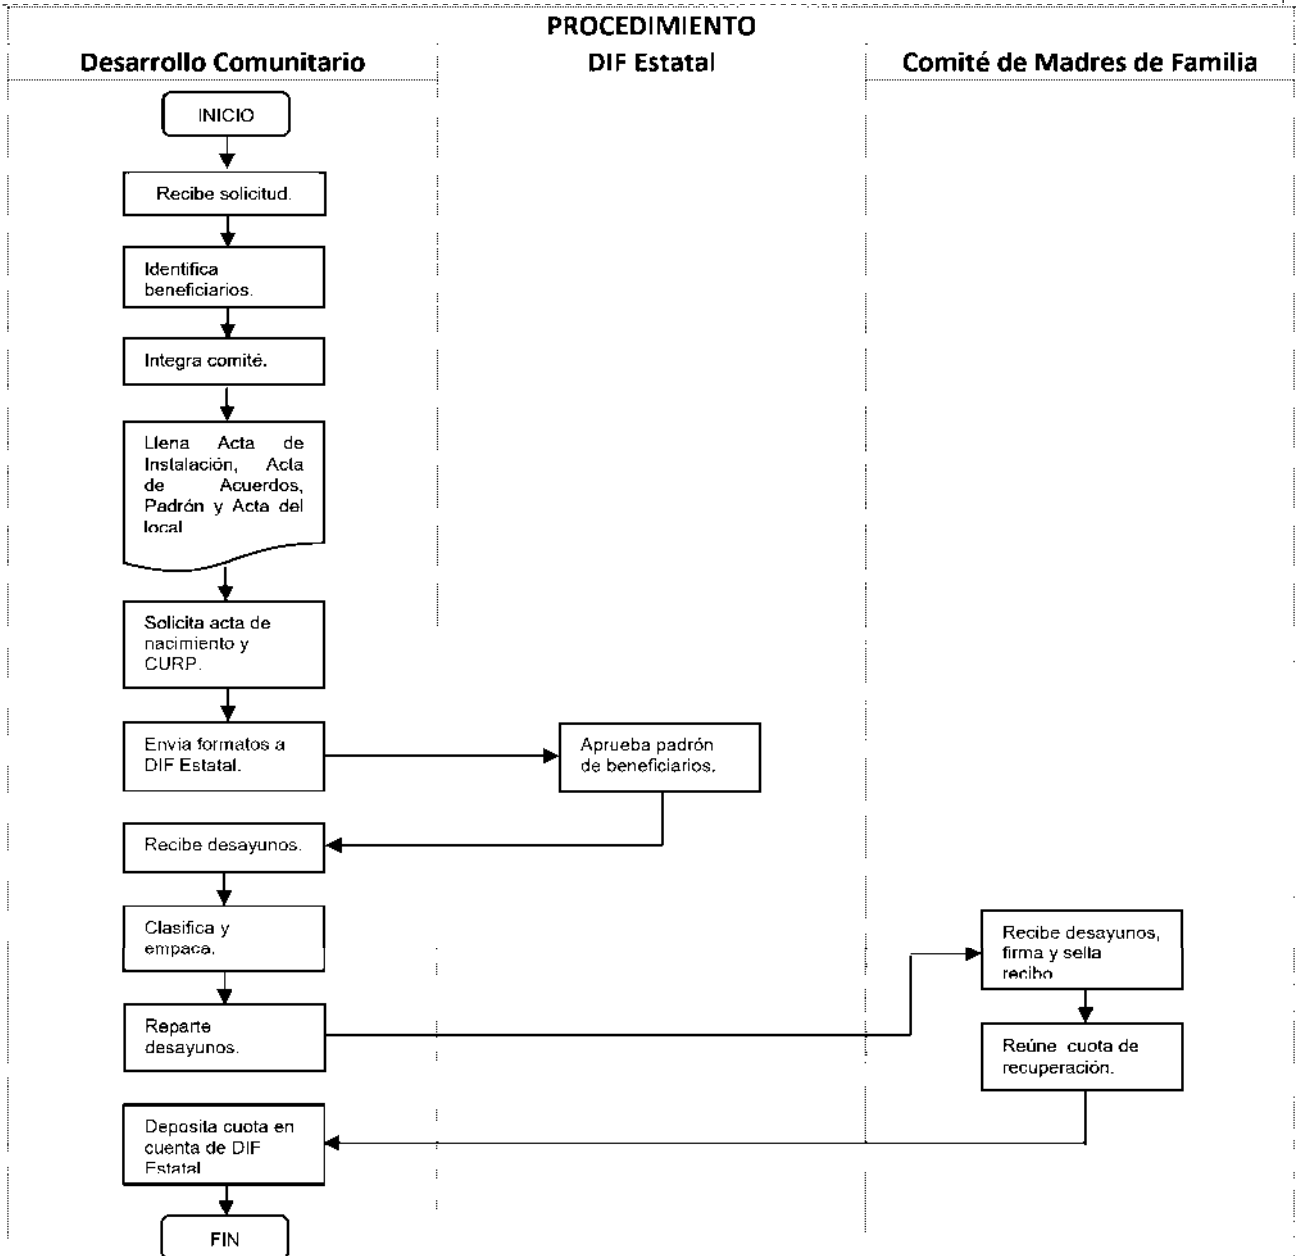 PROCEDIMIENTO
Desarrollo Comunitario
DIF Estatal
Comité de Madres de Familia
INICIO
Recibe solicitud.
Identifica
beneficiarios.
Integra comité.
Llena Acta de
Instalación, Acta
de Acuerdos,
Padrón y Acta del
local
Solicita acta de
nacimiento y
CURP.
Envia formatos a
DIF Estatal.
Aprueba padrón
de beneficiarios.
Recibe desayunos.
Clasifica y
empaca.
Reparte
desayunos.
Recibe desayunos,
firma y sella
recibo
Reúne cuota de
recuperación.
Deposita cuota en
cuenta de DIF
Estatal
FIN